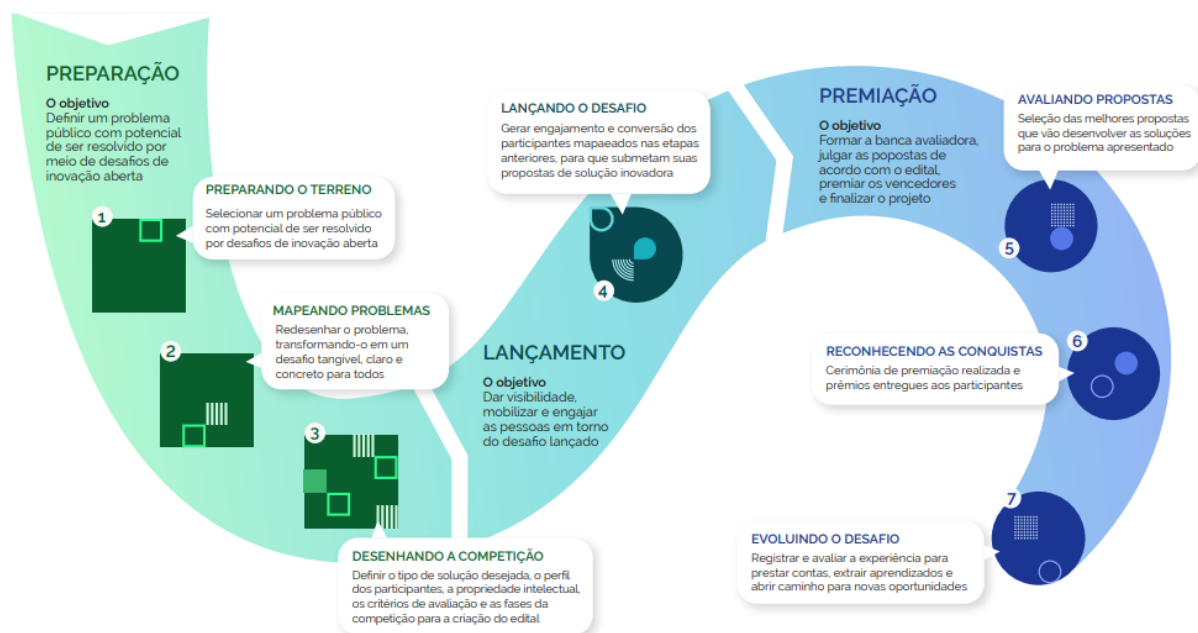 PREPARAÇÃO
O objetivo
Definir um problema
público com potencial
de ser resolvido por
meio de desafios de
inovação aberta
1
PREPARANDO O TERRENO
Selecionar um problema público
com potencial de ser resolvido
por desafios de inovação aberta
2
MAPEANDO PROBLEMAS
Redesenhar o problema,
transformando-o em um
desafio tangível, claro e
concreto para todos
3
DESENHANDO A COMPETIÇÃO
Definir o tipo de solução desejada, o perfil
dos participantes, a propriedade intelectual,
os critérios de avaliação e as fases da
competição para a criação do edital
LANÇAMENTO
O objetivo
Dar visibilidade,
mobilizar e engajar
as pessoas em torno
do desafio lançado
LANÇANDO O DESAFIO
Gerar engajamento e conversão dos
participantes mapaeados nas etapas
anteriores, para que submetam suas
propostas de solução inovadora
4
PREMIAÇÃO
O objetivo
Formar a banca avaliadora,
julgar as popostas de
acordo com o edital,
premiar os vencedores
e finalizar o projeto
AVALIANDO PROPOSTAS
Seleção das melhores propostas
que vão desenvolver as soluções
para o problema apresentado
5
6
RECONHECENDO AS CONQUISTAS
Cerimônia de premiação realizada e
prêmios entregues aos participantes
7
EVOLUINDO O DESAFIO
Registrar e avaliar a experiência para
prestar contas, extrair aprendizados e
abrir caminho para novas oportunidades